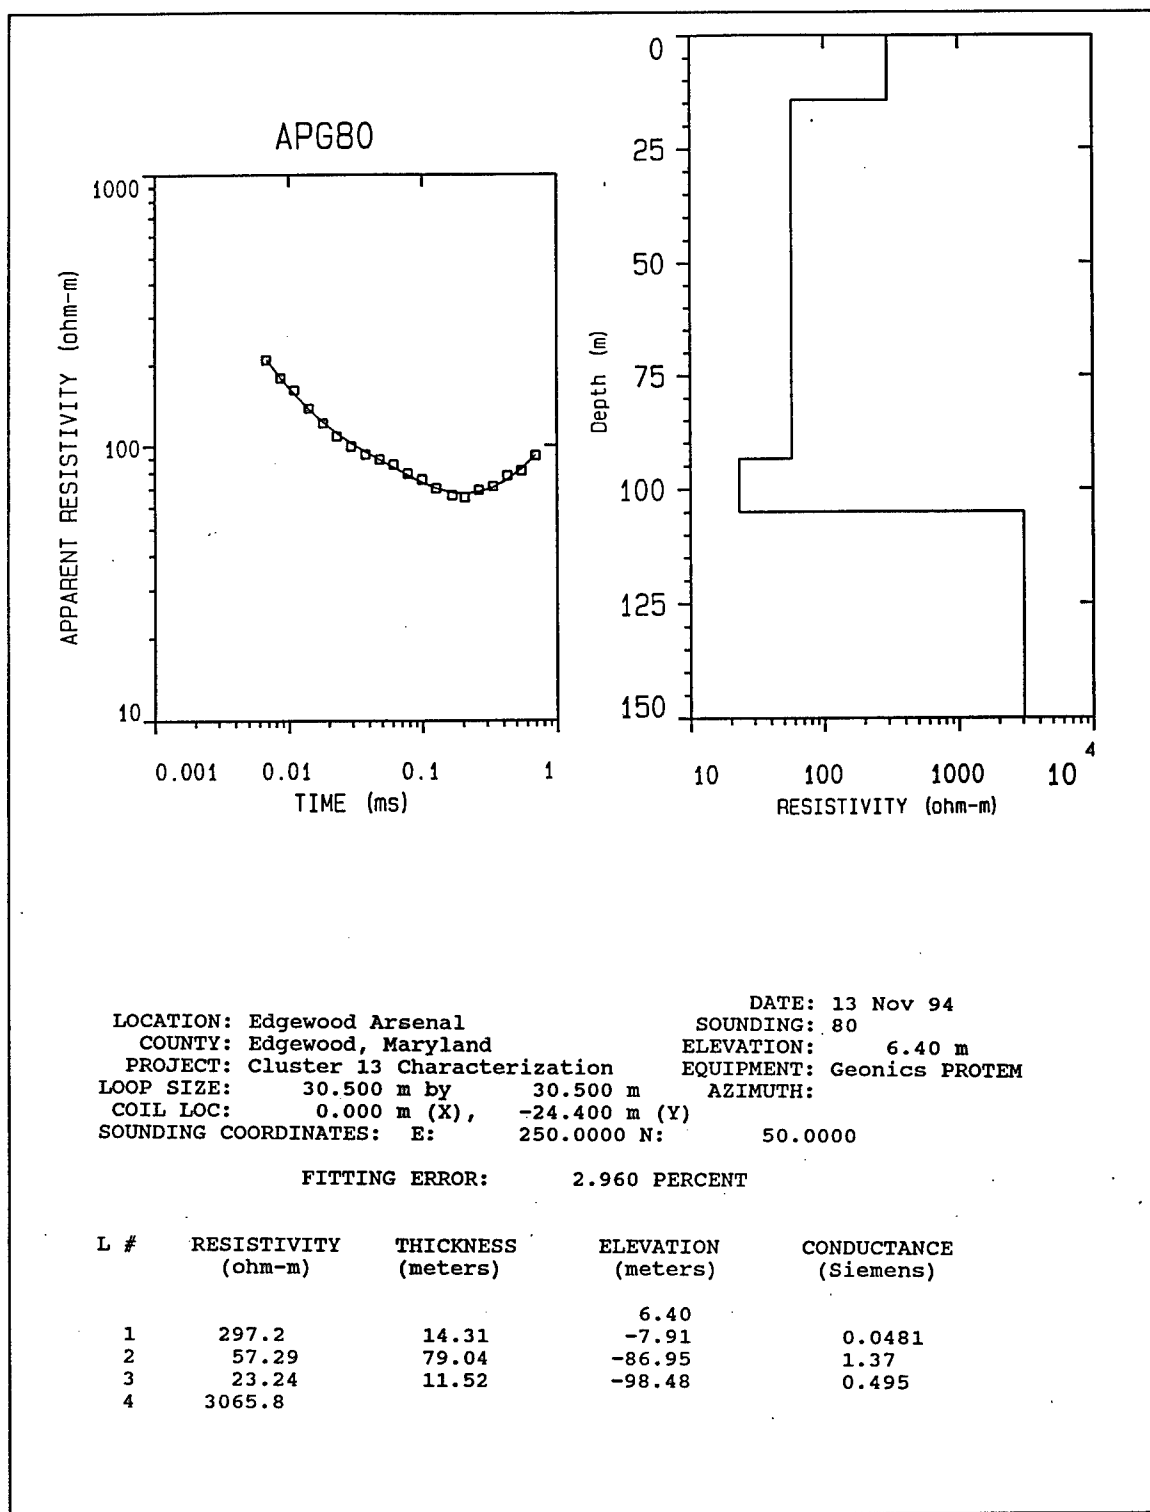 APG80
1000
100
10
0.001 0.01 0.1 1
TIME (ms)
APPARENT RESISTIVITY (ohm-m)
0
25
50
75
100
125
150
Depth (m)
10 100 1000 10 4
RESISTIVITY (ohm-m)
DATE: 13 Nov 94
LOCATION: Edgewood Arsenal SOUNDING: 80
COUNTY: Edgewood, Maryland ELEVATION: 6.40 m
PROJECT: Cluster 13 Characterization EQUIPMENT: Geonics PROTEM
LOOP SIZE: 30.500 m by 30.500 m AZIMUTH:
COIL LOC: 0.000 m (X), -24.400 m (Y)
SOUNDING COORDINATES: E: 250.0000 N: 50.0000
FITTING ERROR: 2.960 PERCENT
L # RESISTIVITY THICKNESS ELEVATION CONDUCTANCE
(ohm-m) (meters) (meters) (Siemens)
6.40
1 297.2 14.31 -7.91 0.0481
2 57.29 79.04 -86.95 1.37
3 23.24 11.52 -98.48 0.495
4 3065.8